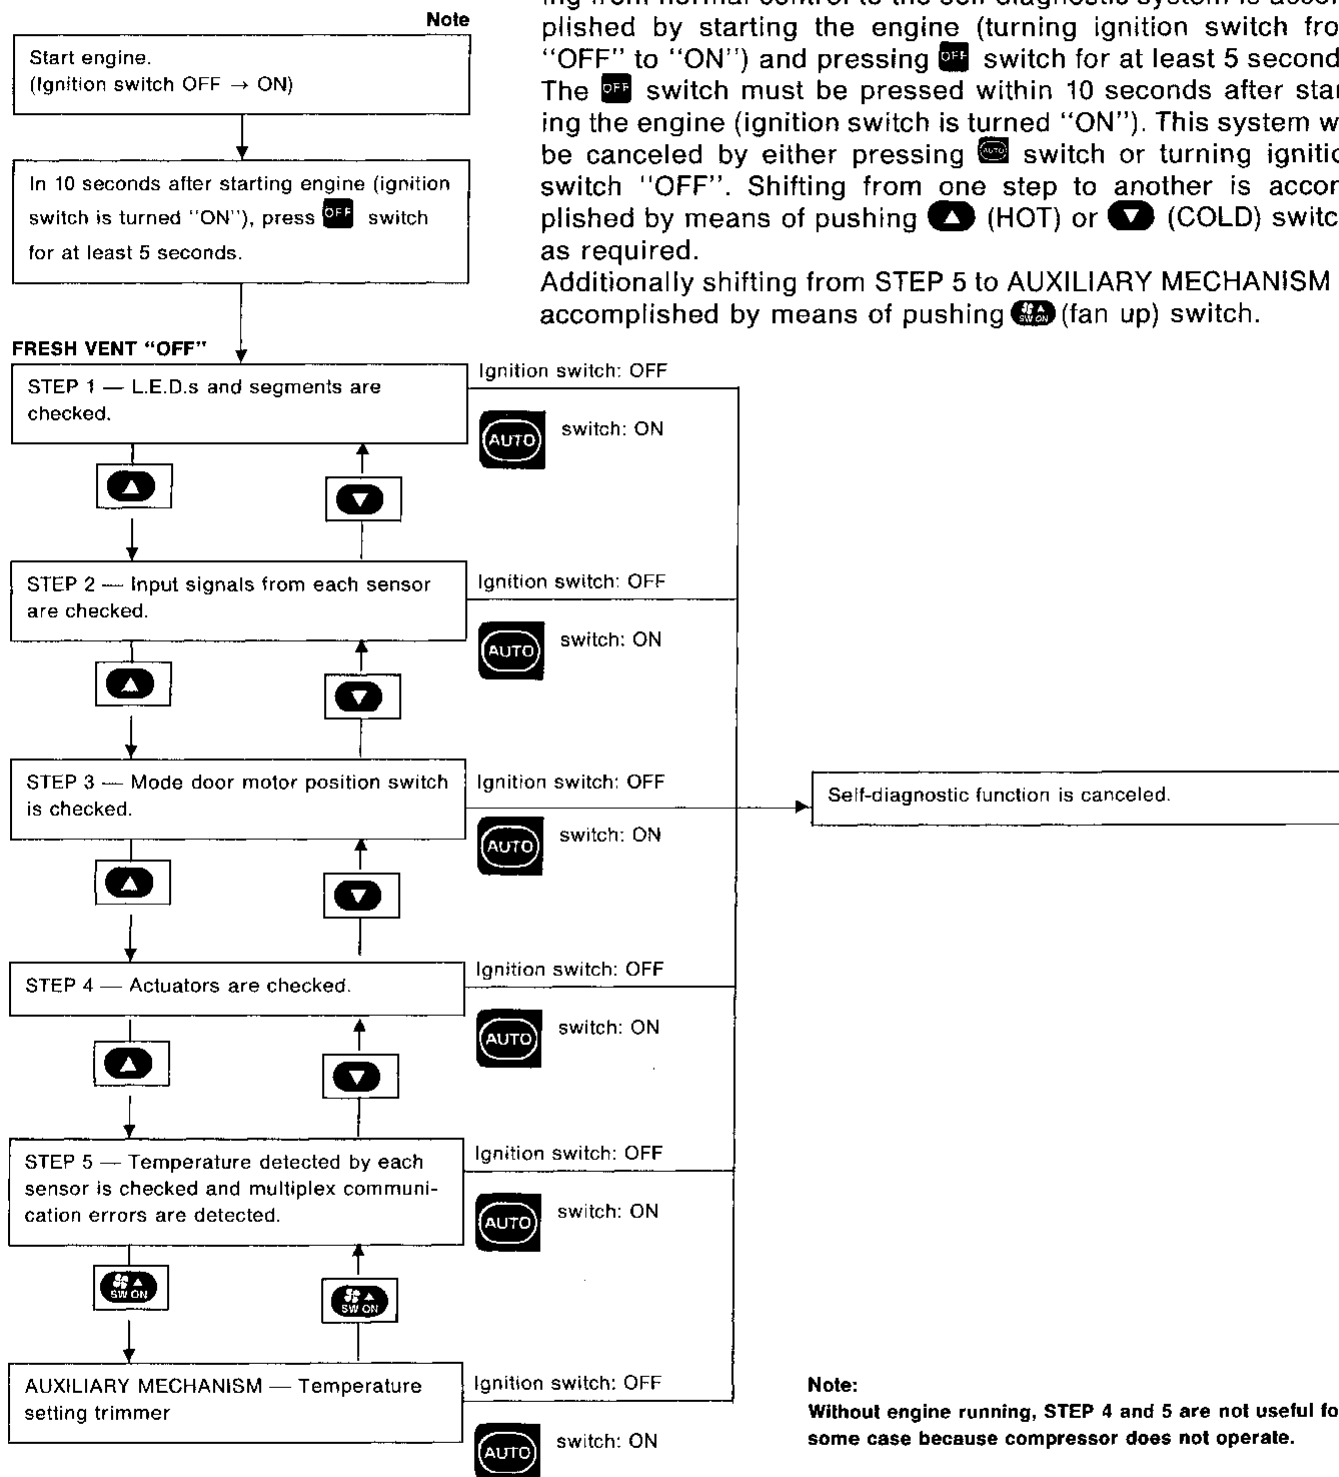 ing from normal control to the self-diagnostic system is accom-
plished by starting the engine (turning ignition switch from
"OFF" to "ON") and pressing OFF switch for at least 5 seconds.
The OFF switch must be pressed within 10 seconds after start-
ing the engine (ignition switch is turned "ON"). This system will
be canceled by either pressing AUTO switch or turning ignition
switch "OFF". Shifting from one step to another is accom-
plished by means of pushing ▲ (HOT) or ▼ (COLD) switch,
as required.
Additionally shifting from STEP 5 to AUXILIARY MECHANISM
accomplished by means of pushing SW ON (fan up) switch.
Note
Start engine.
(Ignition switch OFF → ON)
In 10 seconds after starting engine (ignition
switch is turned "ON"), press OFF switch
for at least 5 seconds.
FRESH VENT "OFF"
STEP 1 — L.E.D.s and segments are
checked.
Ignition switch: OFF
AUTO switch: ON
▲ ▼
STEP 2 — Input signals from each sensor
are checked.
Ignition switch: OFF
AUTO switch: ON
▲ ▼
STEP 3 — Mode door motor position switch
is checked.
Ignition switch: OFF
AUTO switch: ON
Self-diagnostic function is canceled.
▲ ▼
STEP 4 — Actuators are checked.
Ignition switch: OFF
AUTO switch: ON
▲ ▼
STEP 5 — Temperature detected by each
sensor is checked and multiplex communi-
cation errors are detected.
Ignition switch: OFF
AUTO switch: ON
SW ON SW ON
AUXILIARY MECHANISM — Temperature
setting trimmer
Ignition switch: OFF
AUTO switch: ON
Note:
Without engine running, STEP 4 and 5 are not useful fo
some case because compressor does not operate.